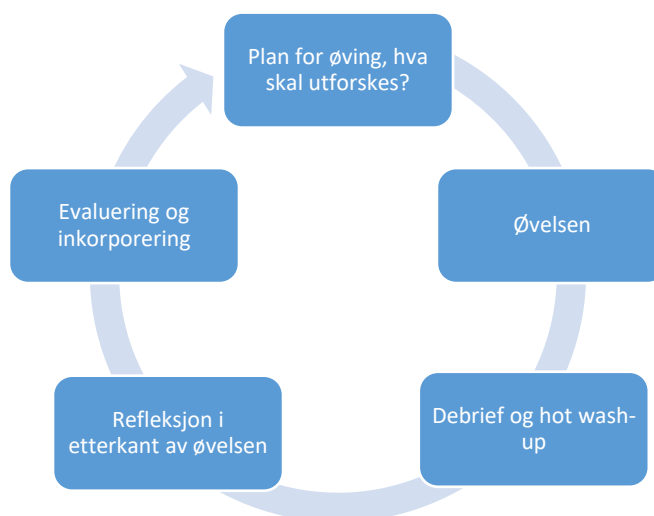 Plan for øving, hva
skal utforskes?
Øvelsen
Debrief og hot wash-
up
Refleksjon i
etterkant av øvelsen
Evaluering og
inkorporering